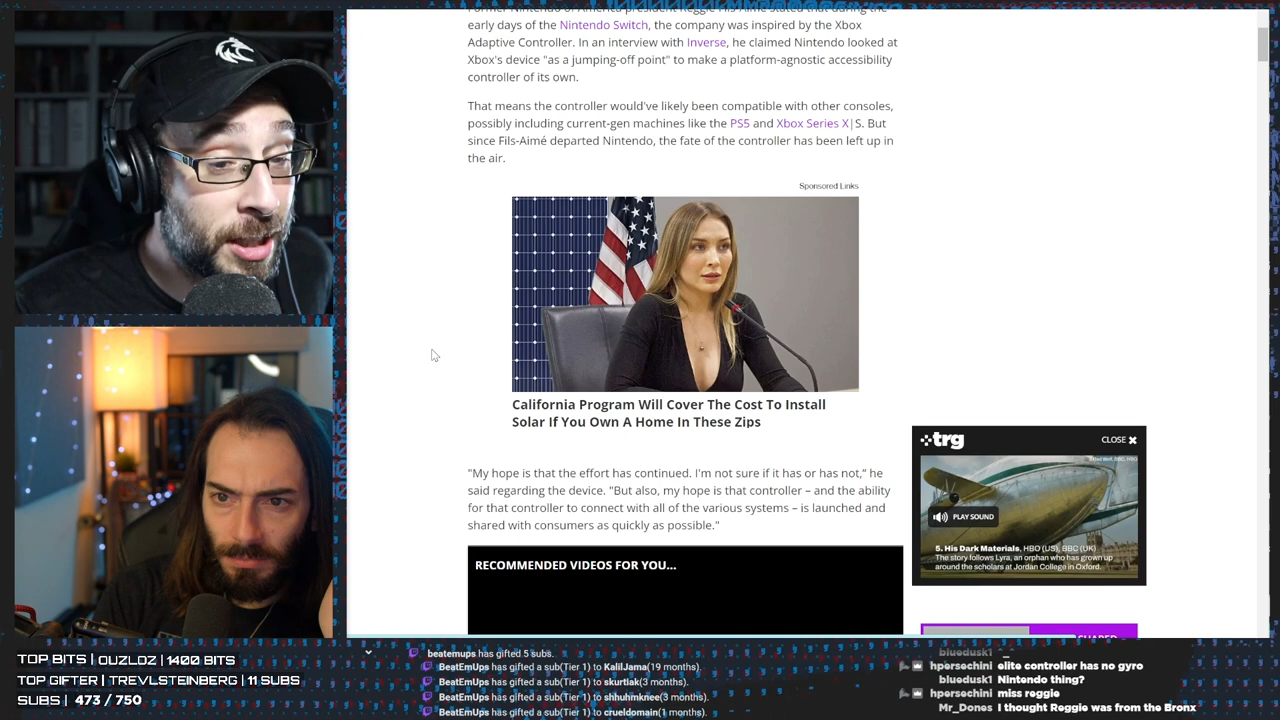 Former Nintendo of America president Reggie Fils-Aimé stated that during the
early days of the Nintendo Switch, the company was inspired by the Xbox
Adaptive Controller. In an interview with Inverse, he claimed Nintendo looked at
Xbox's device "as a jumping-off point" to make a platform-agnostic accessibility
controller of its own.
That means the controller would've likely been compatible with other consoles,
possibly including current-gen machines like the PS5 and Xbox Series X|S. But
since Fils-Aimé departed Nintendo, the fate of the controller has been left up in
the air.
Sponsored Links
California Program Will Cover The Cost To Install
Solar If You Own A Home In These Zips
"My hope is that the effort has continued. I'm not sure if it has or has not," he
said regarding the device. "But also, my hope is that controller – and the ability
for that controller to connect with all of the various systems – is launched and
shared with consumers as quickly as possible."
RECOMMENDED VIDEOS FOR YOU...
trg
CLOSE ✖
PLAY SOUND
5. His Dark Materials, HBO (US), BBC (UK)
The story follows Lyra, an orphan who has grown up
around the scholars at Jordan College in Oxford.
SHARED
TOP BITS | OUZLDZ | 1400 BITS
TOP GIFTER | TREVLSTEINBERG | 11 SUBS
SUBS | 473 / 750
beatemups has gifted 5 subs.
BeatEmUps has gifted a sub(Tier 1) to KalilJama(19 months).
BeatEmUps has gifted a sub(Tier 1) to skurtiak(3 months).
BeatEmUps has gifted a sub(Tier 1) to shhuhmknee(3 months).
BeatEmUps has gifted a sub(Tier 1) to crueldomain(1 months).
bluedusk1 -_
hpersechini elite controller has no gyro
bluedusk1 Nintendo thing?
hpersechini miss reggie
Mr_Dones I thought Reggie was from the Bronx